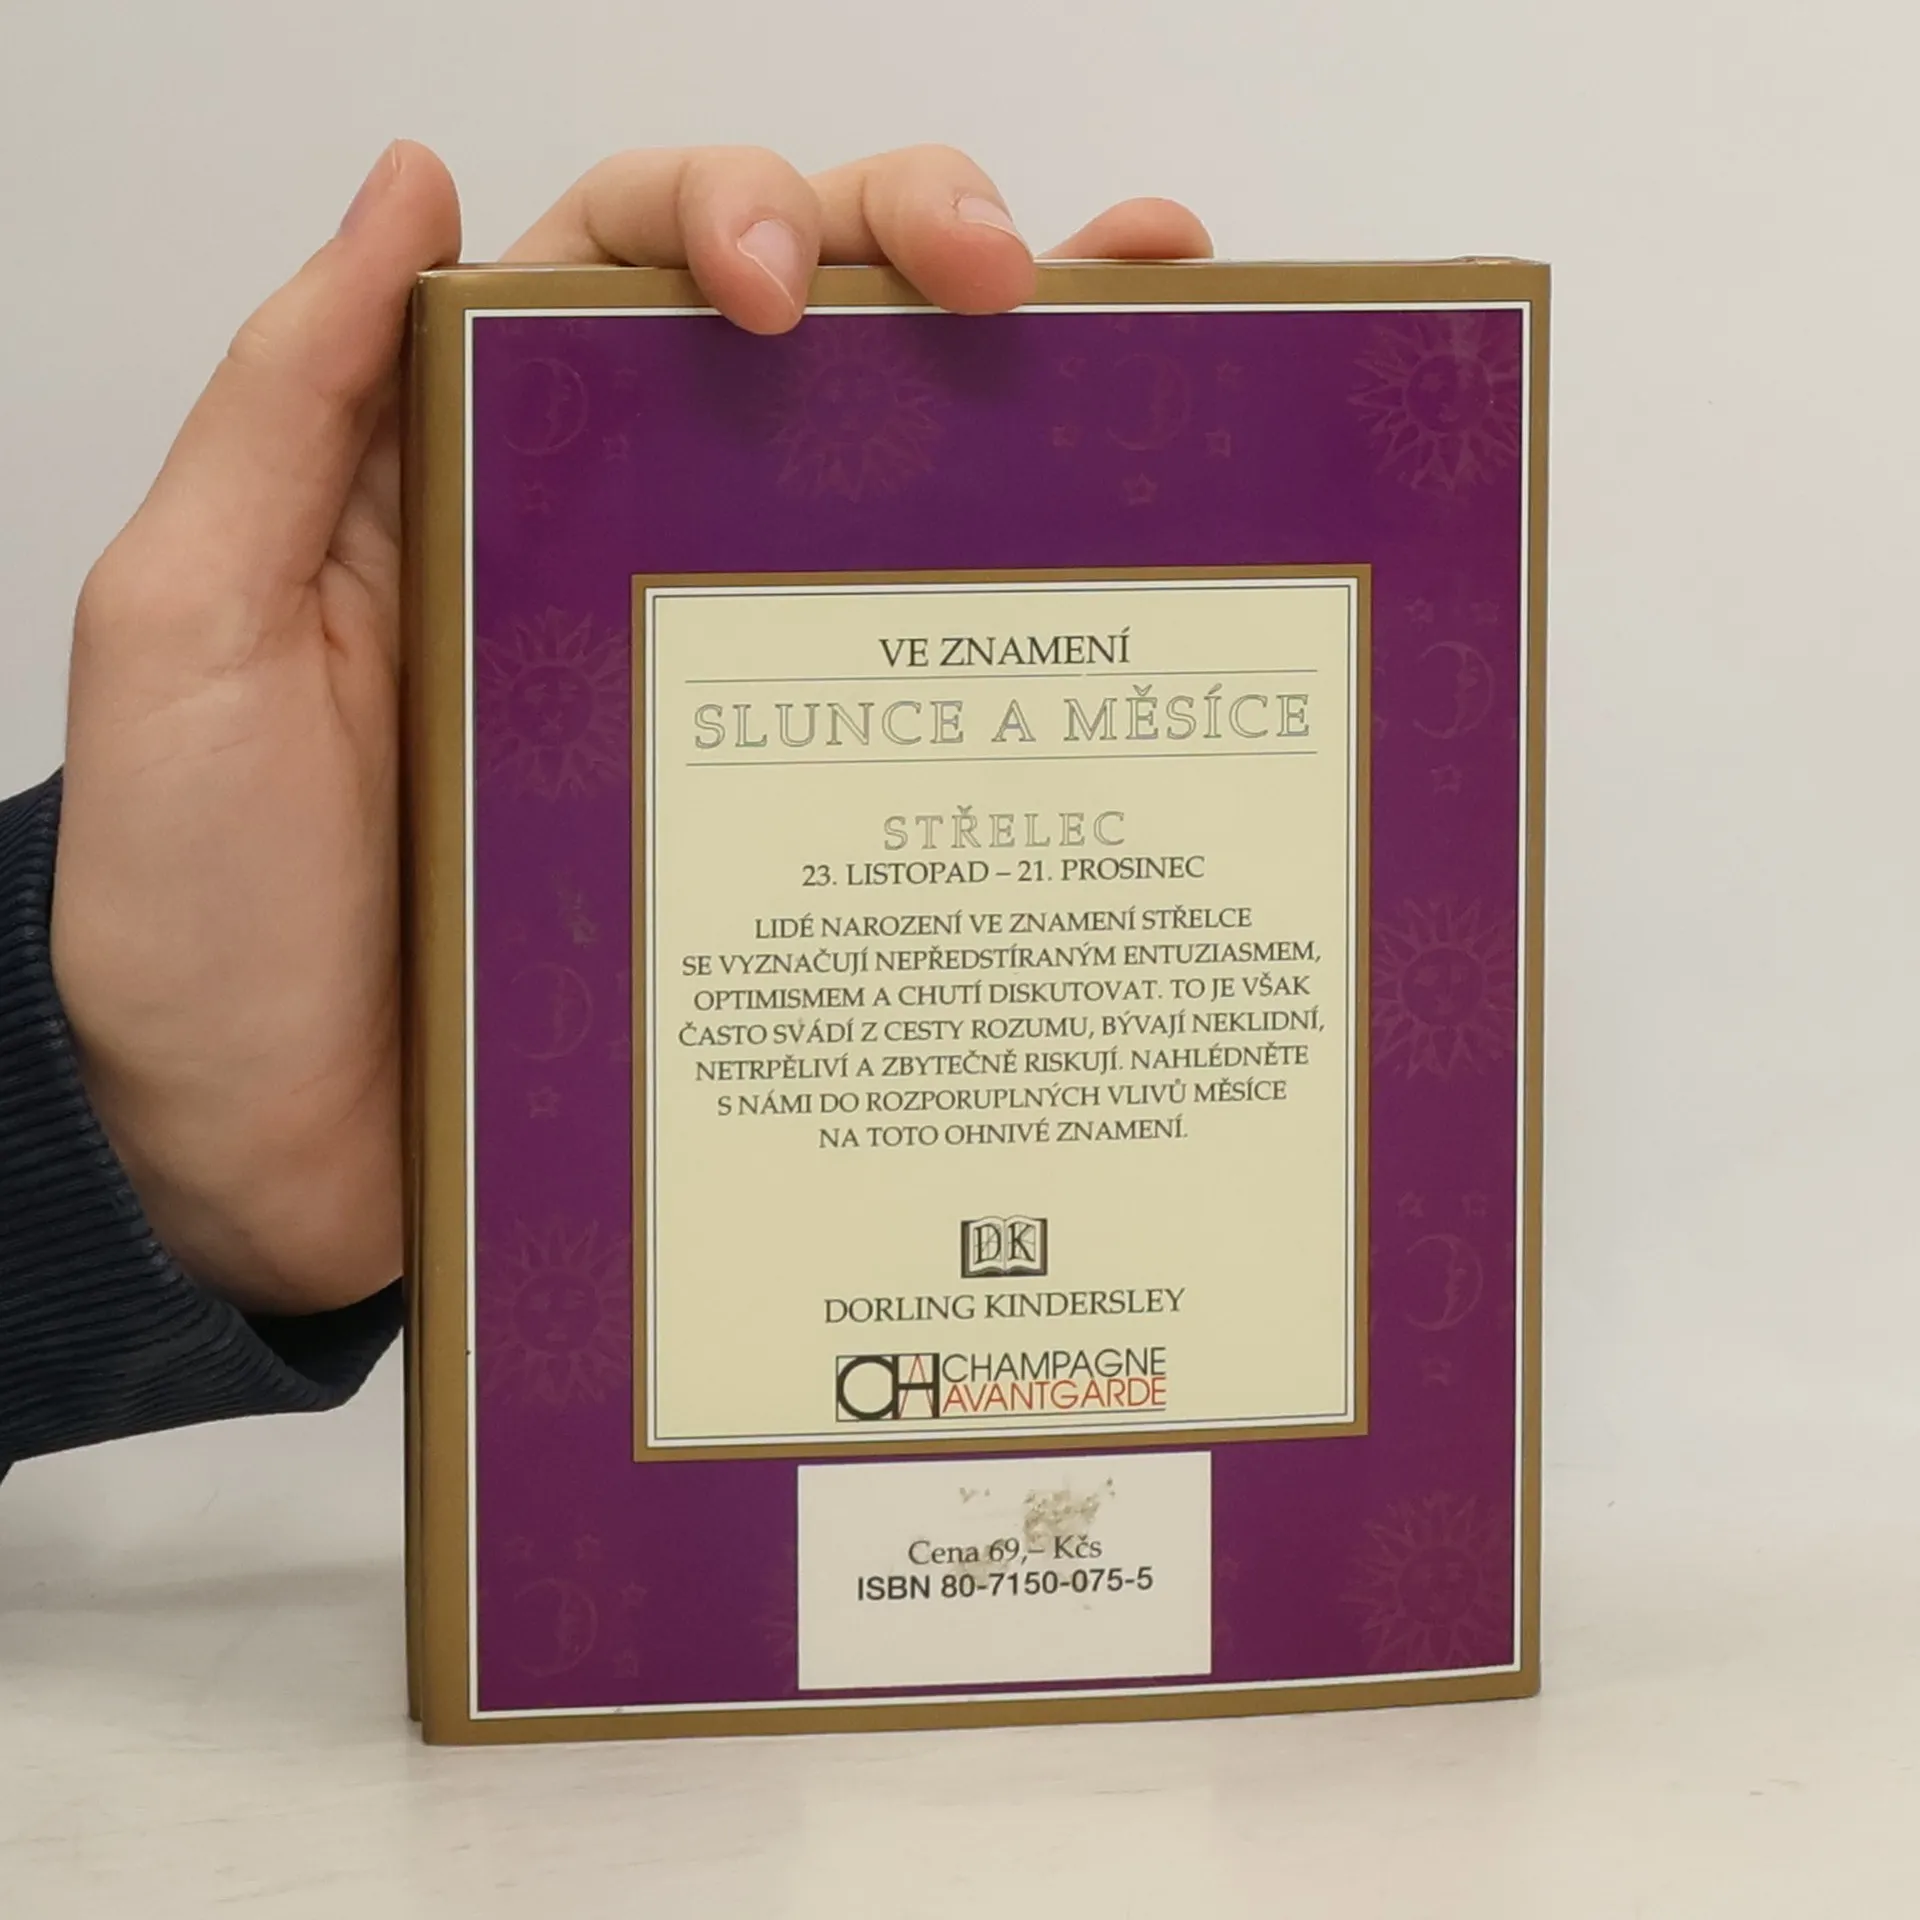 VE ZNAMENÍ
SLUNCE A MĚSÍCE
STŘELEC
23. LISTOPAD – 21. PROSINEC
LIDÉ NAROZENÍ VE ZNAMENÍ STŘELCE
SE VYZNAČUJÍ NEPŘEDSTÍRANÝM ENTUZIASMEM,
OPTIMISMEM A CHUTÍ DISKUTOVAT. TO JE VŠAK
ČASTO SVÁDÍ Z CESTY ROZUMU, BÝVAJÍ NEKLIDNÍ,
NETRPĚLIVÍ A ZBYTEČNĚ RISKUJÍ. NAHLÉDNĚTE
S NÁMI DO ROZPORUPLNÝCH VLIVŮ MĚSÍCE
NA TOTO OHNIVÉ ZNAMENÍ.
DK
DORLING KINDERSLEY
CHAMPAGNE
AVANTGARDE
Cena 69,– Kčs
ISBN 80-7150-075-5